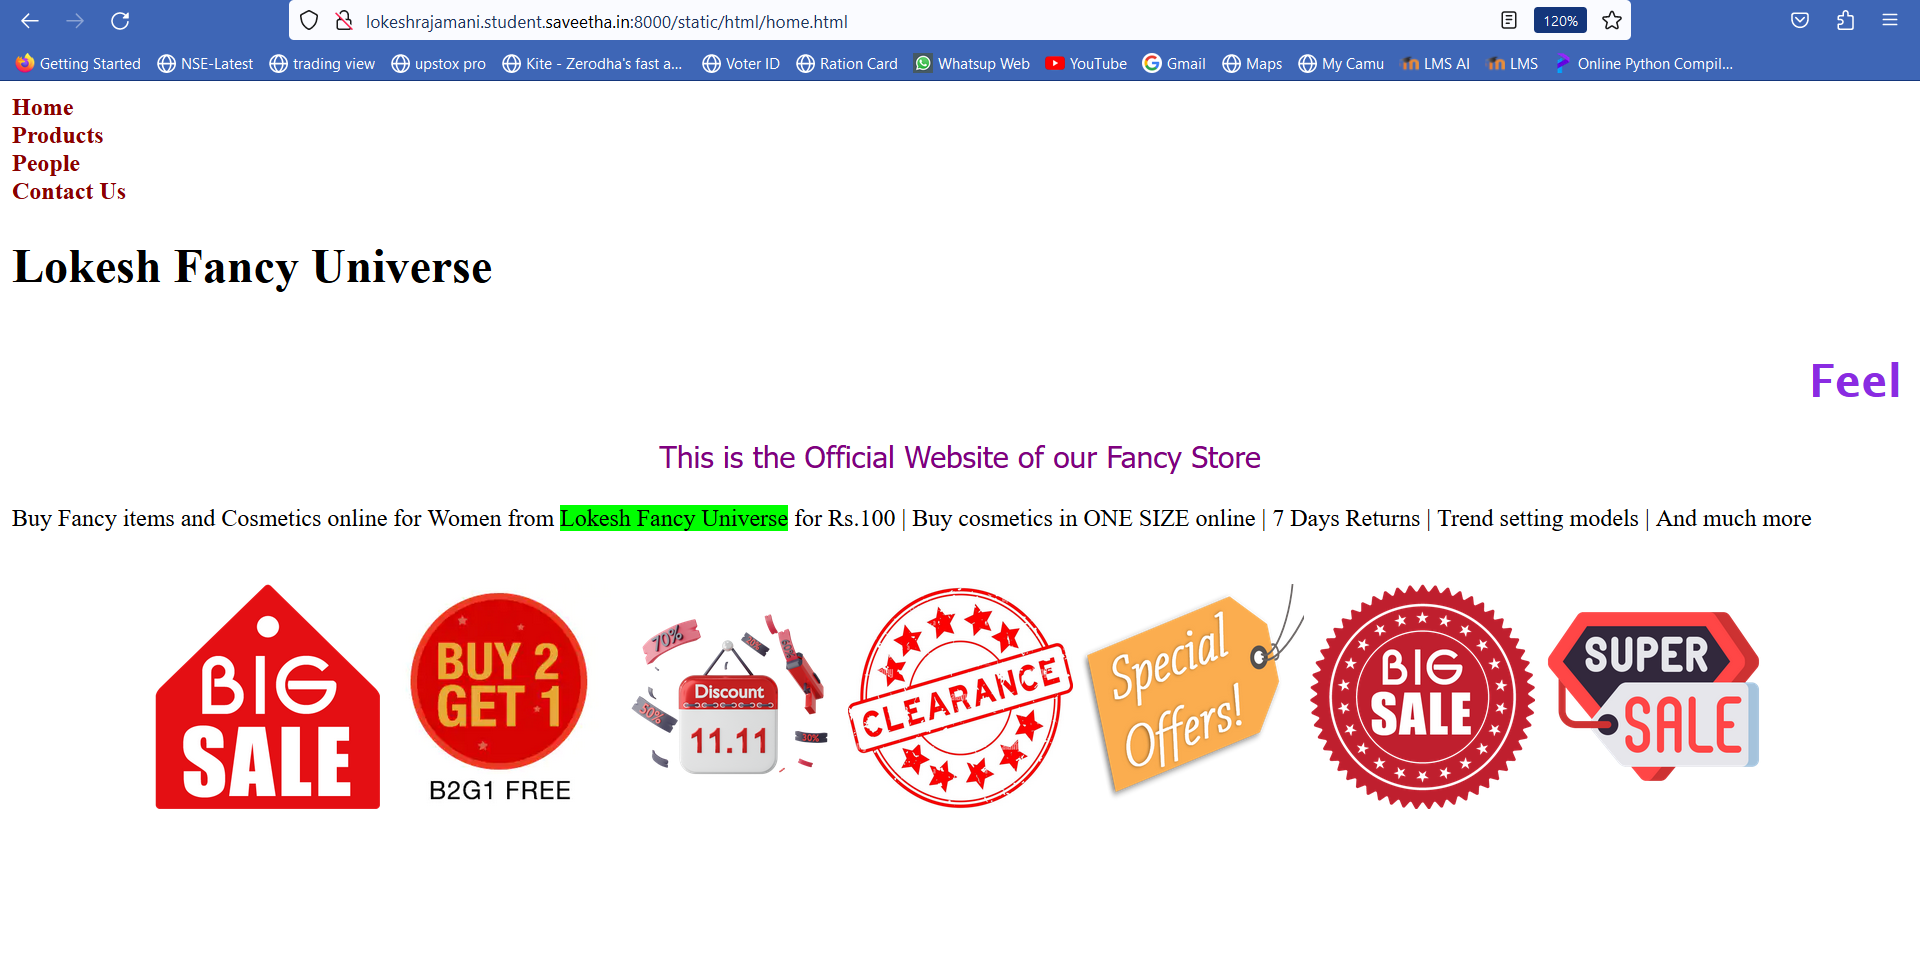 lokeshrajamani.student.saveetha.in:8000/static/html/home.html
120%
Getting Started NSE-Latest trading view upstox pro Kite - Zerodha's fast a... Voter ID Ration Card Whatsup Web YouTube Gmail Maps My Camu LMS AI LMS Online Python Compil...
Home
Products
People
Contact Us
Lokesh Fancy Universe
Feel
This is the Official Website of our Fancy Store
Buy Fancy items and Cosmetics online for Women from Lokesh Fancy Universe for Rs.100 | Buy cosmetics in ONE SIZE online | 7 Days Returns | Trend setting models | And much more
BIG
SALE
BUY 2
GET 1
B2G1 FREE
70%
50%
30%
Discount
11.11
CLEARANCE
Special
Offers!
BIG
SALE
SUPER
SALE